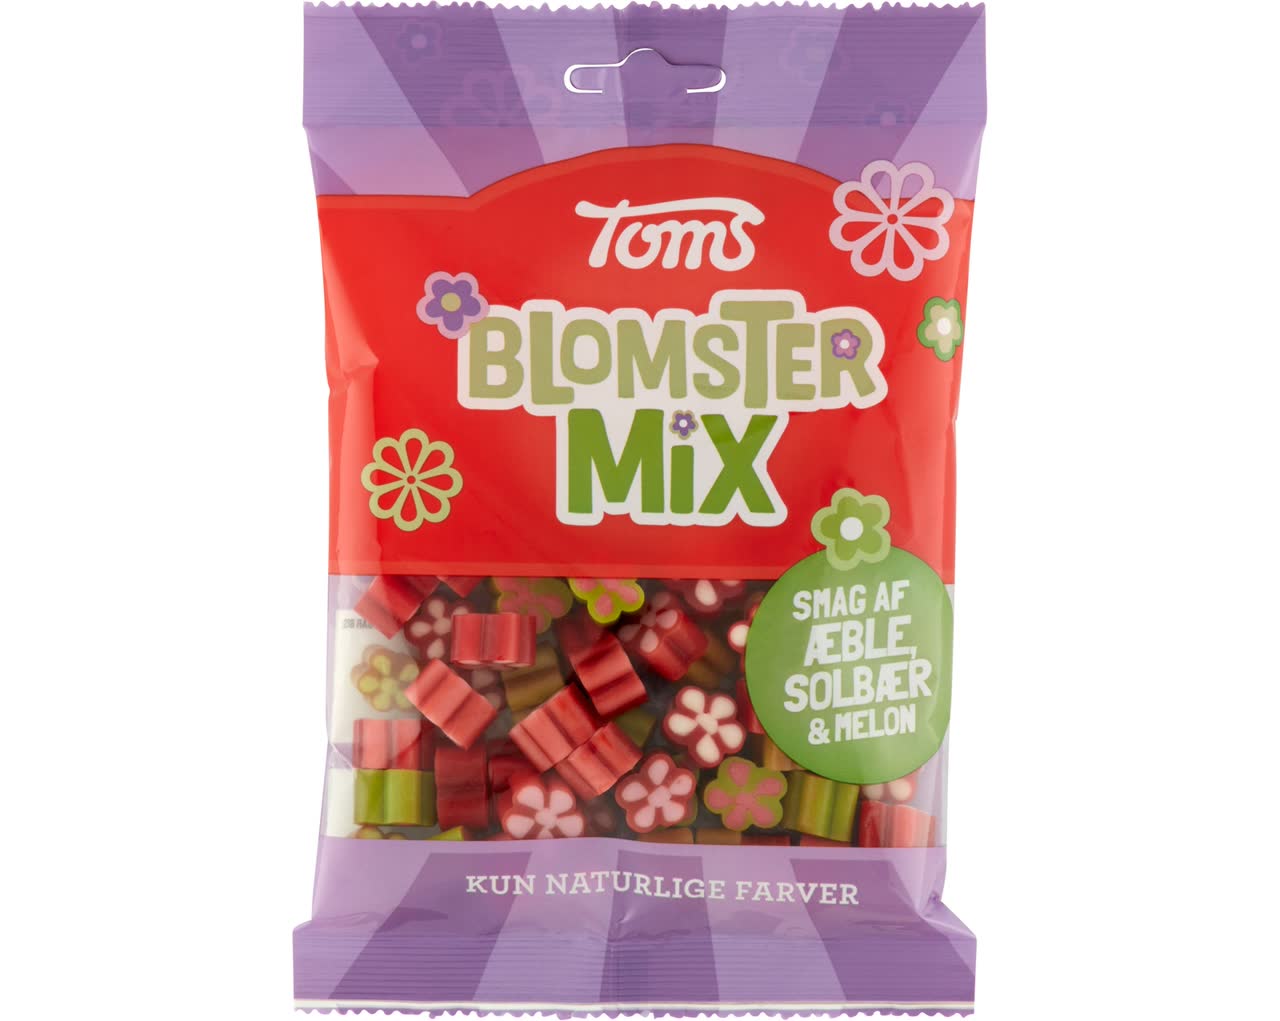 Toms
BLOMSTER
MiX
SMAG AF
ÆBLE,
SOLBÆR
& MELON
KUN NATURLIGE FARVER